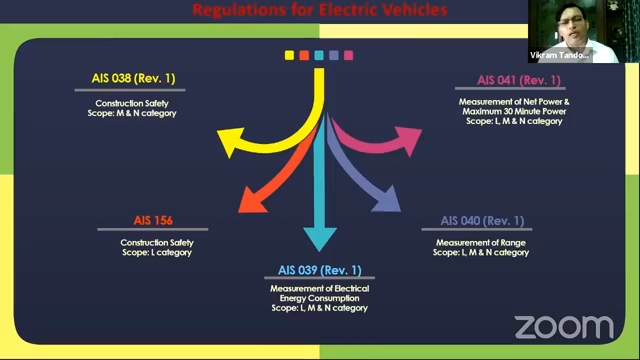 Regulations for Electric Vehicles
Vikram Tando...
AIS 038 (Rev. 1)
Construction Safety
Scope: M & N category
AIS 041 (Rev. 1)
Measurement of Net Power &
Maximum 30 Minute Power
Scope: L, M & N category
AIS 156
Construction Safety
Scope: L category
AIS 040 (Rev. 1)
Measurement of Range
Scope: L, M & N category
AIS 039 (Rev. 1)
Measurement of Electrical
Energy Consumption
Scope: L, M & N category
zoom